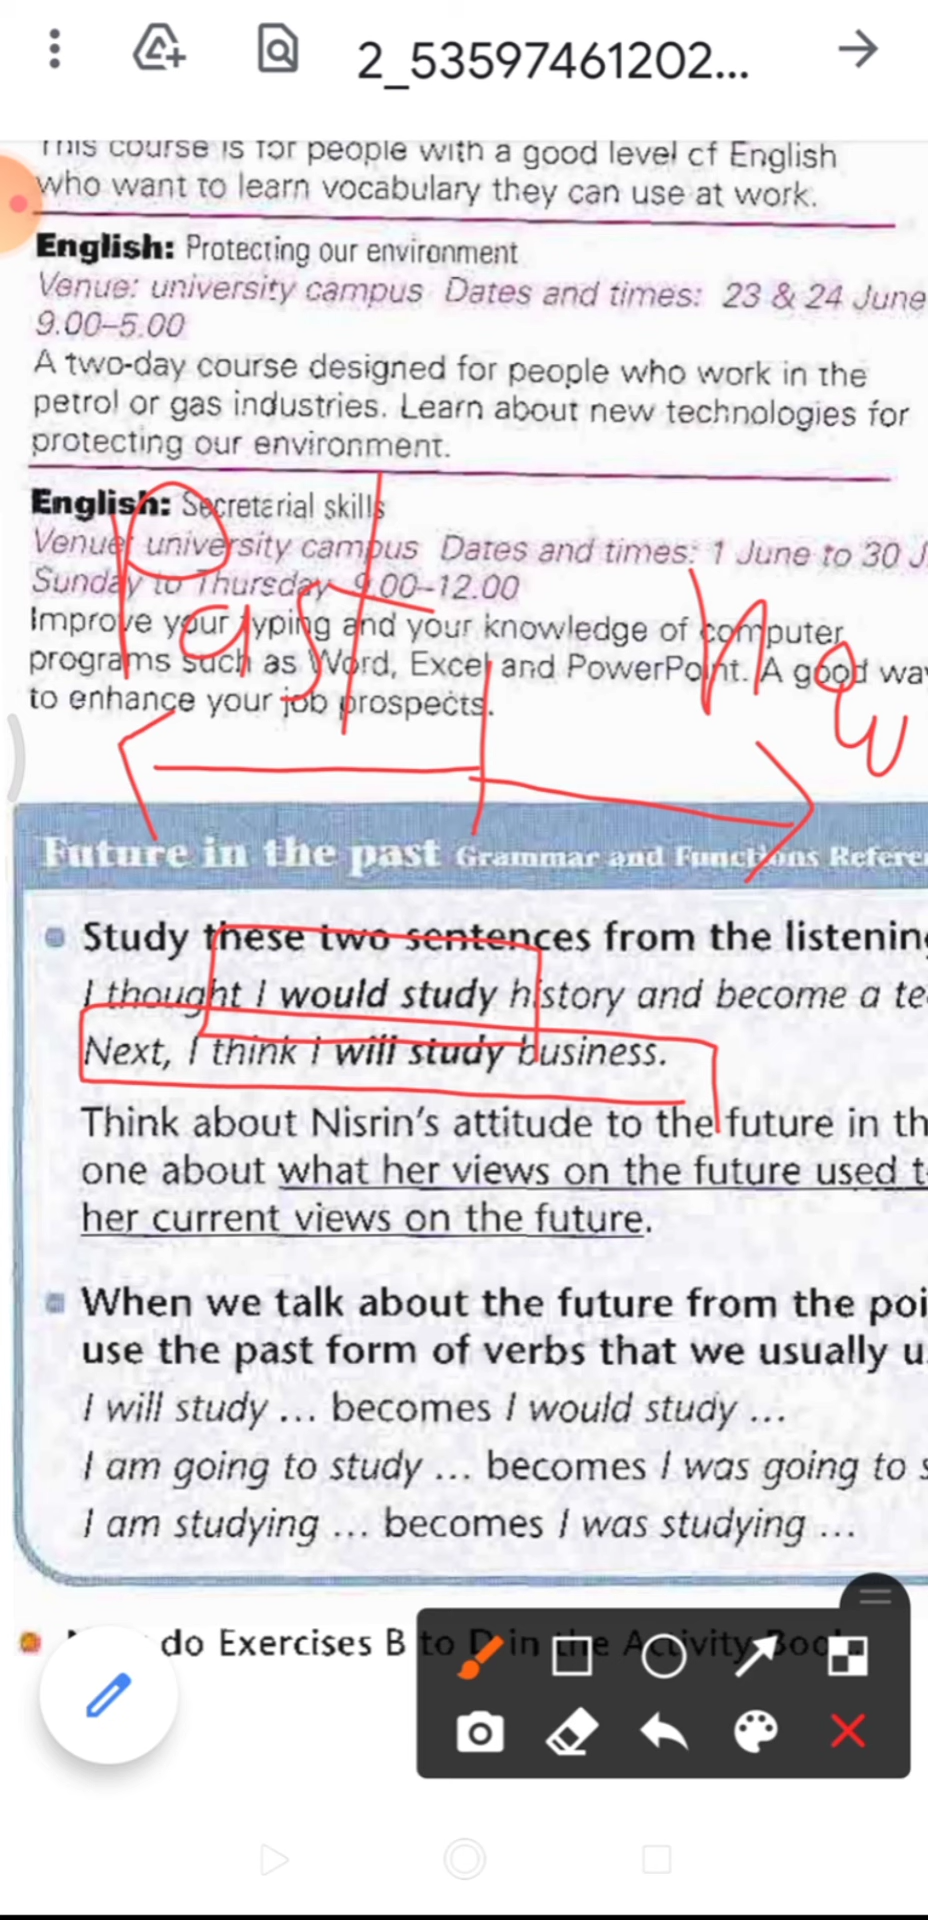 2_53597461202...
This course is for people with a good level cf English
who want to learn vocabulary they can use at work.
English: Protecting our environment
Venue: university campus Dates and times: 23 & 24 June
9.00–5.00
A two-day course designed for people who work in the
petrol or gas industries. Learn about new technologies for
protecting our environment.
English: Secretarial skills
Venue: university campus Dates and times: 1 June to 30 J
Sunday to Thursday 9.00–12.00
Improve your typing and your knowledge of computer
programs such as Word, Excel and PowerPoint. A good way
to enhance your job prospects.
Past now
Future in the past Grammar and Functions Refere
Study these two sentences from the listening
I thought I would study history and become a te
Next, I think I will study business.
Think about Nisrin's attitude to the future in th
one about what her views on the future used t
her current views on the future.
When we talk about the future from the poi
use the past form of verbs that we usually u
I will study ... becomes I would study ...
I am going to study ... becomes I was going to s
I am studying ... becomes I was studying ...
do Exercises B to D in the Activity Book